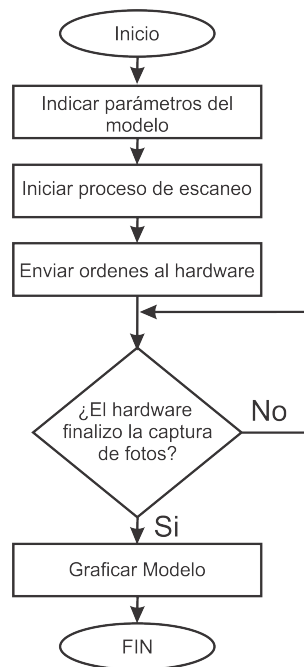 Inicio
Indicar parámetros del
modelo
Iniciar proceso de escaneo
Enviar ordenes al hardware
¿El hardware
finalizo la captura
de fotos?
No
Si
Graficar Modelo
FIN